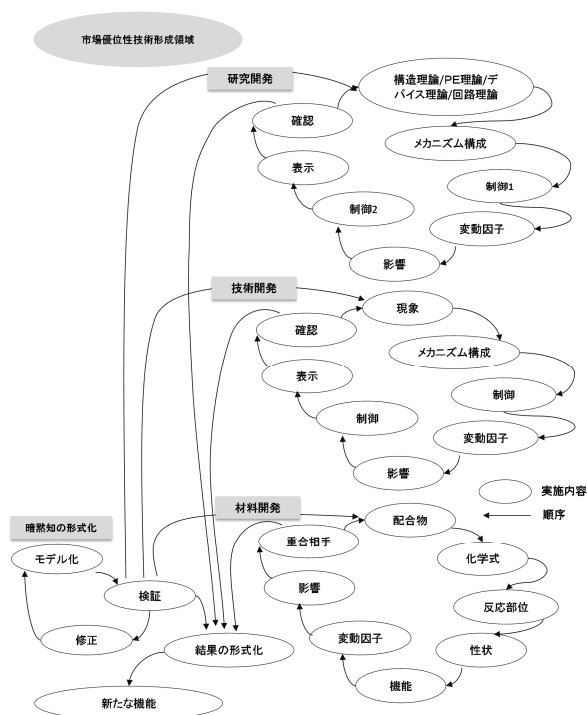 市場優位性技術形成領域
研究開発
構造理論/PE理論/デ
バイス理論/回路理論
確認
メカニズム構成
表示
制御1
制御2
変動因子
影響
技術開発
現象
確認
メカニズム構成
表示
制御
制御
変動因子
影響
実施内容
順序
材料開発
配合物
暗黙知の形式化
重合相手
モデル化
化学式
影響
検証
反応部位
修正
変動因子
結果の形式化
性状
機能
新たな機能